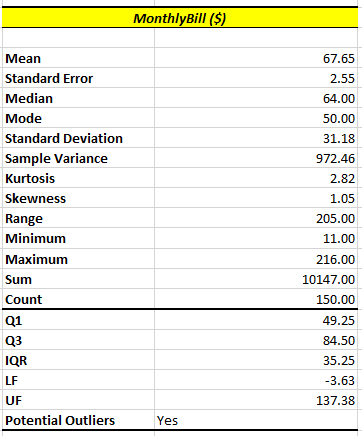 MonthlyBill ($)
Mean 67.65
Standard Error 2.55
Median 64.00
Mode 50.00
Standard Deviation 31.18
Sample Variance 972.46
Kurtosis 2.82
Skewness 1.05
Range 205.00
Minimum 11.00
Maximum 216.00
Sum 10147.00
Count 150.00
Q1 49.25
Q3 84.50
IQR 35.25
LF -3.63
UF 137.38
Potential Outliers Yes